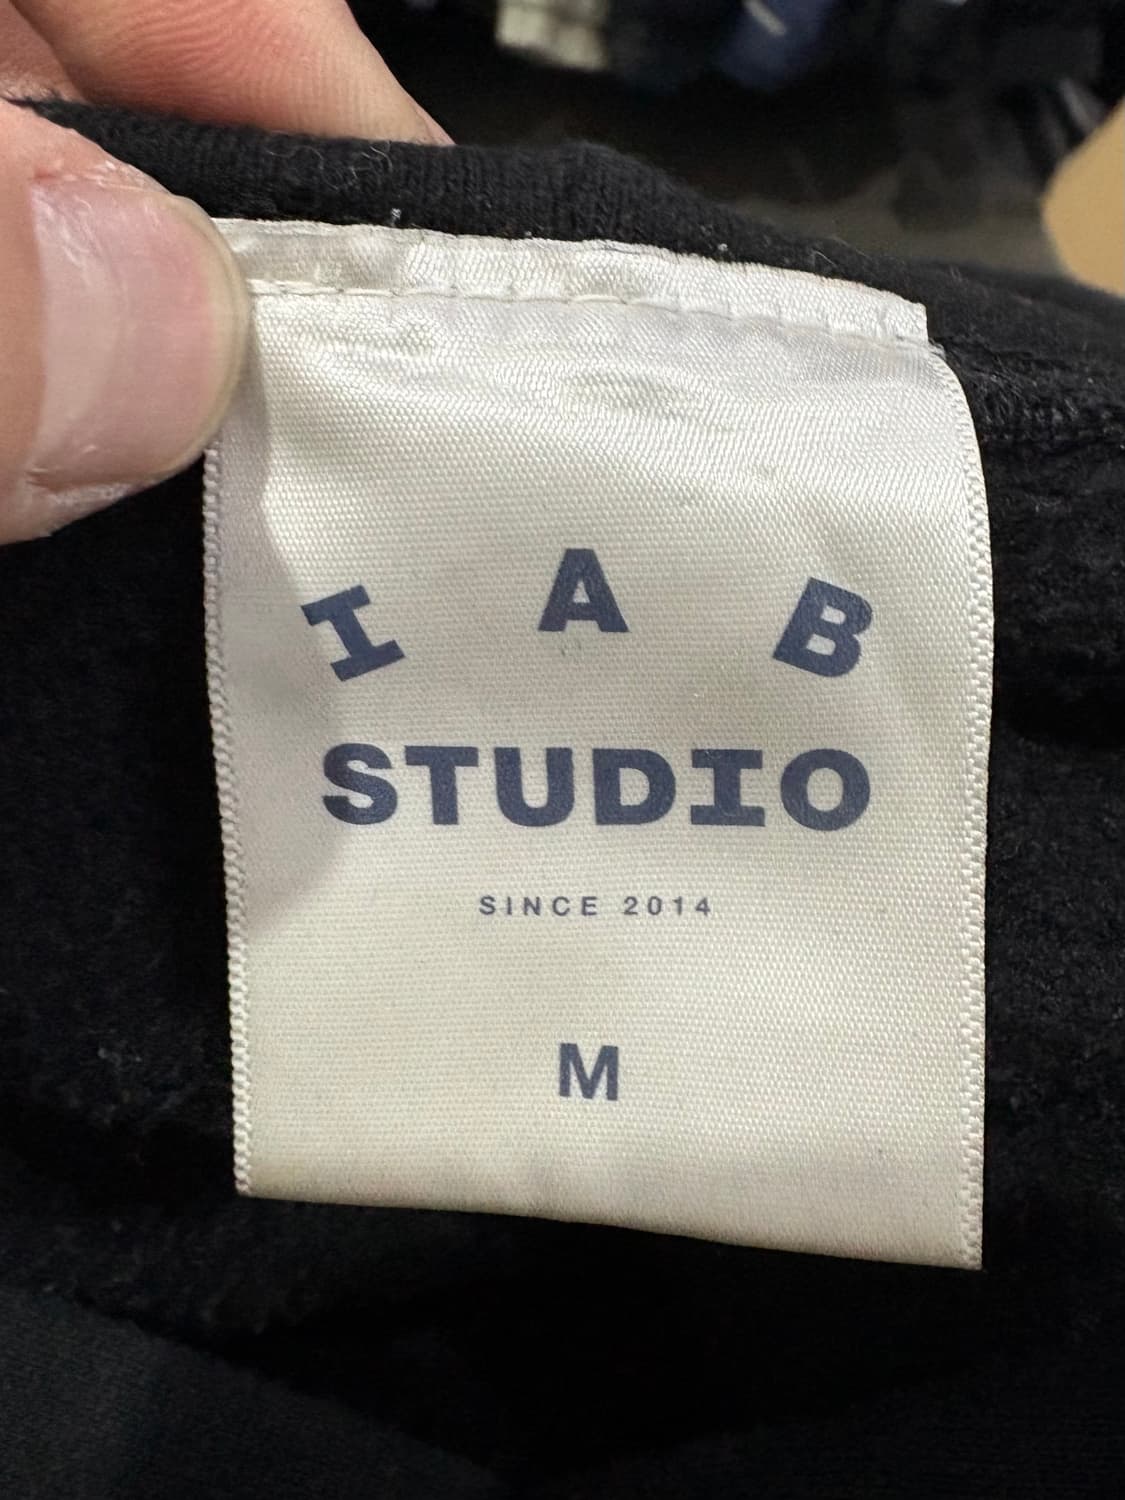 I A B
STUDIO
SINCE 2014
M